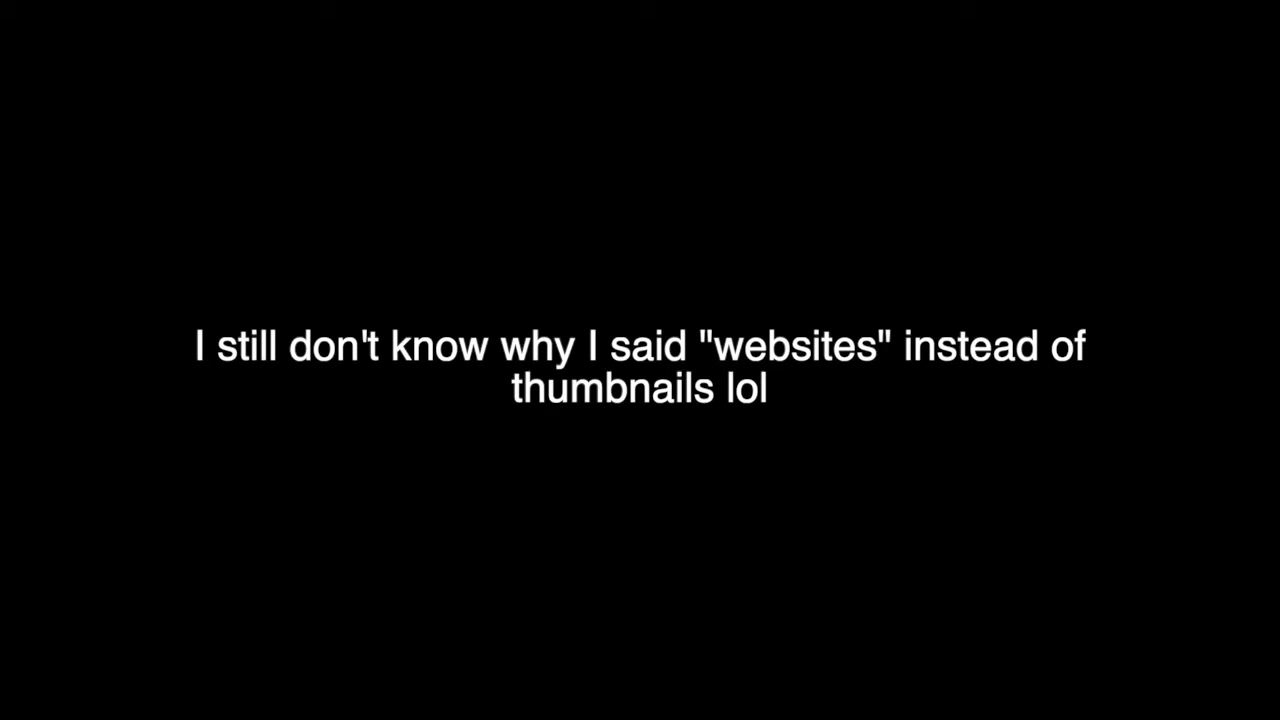 I still don't know why I said "websites" instead of
thumbnails lol